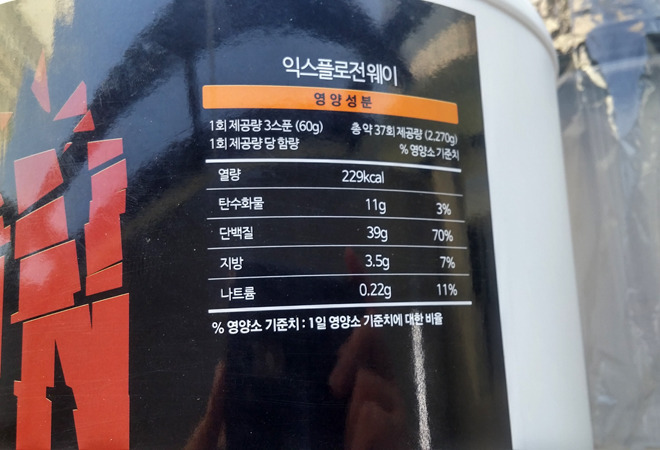 익스플로전웨이
영양성분
1회 제공량 3스푼 (60g) 총 약 37회 제공량 (2,270g)
1회 제공량 당 함량 % 영양소 기준치
열량 229kcal
탄수화물 11g 3%
단백질 39g 70%
지방 3.5g 7%
나트륨 0.22g 11%
% 영양소 기준치 : 1일 영양소 기준치에 대한 비율